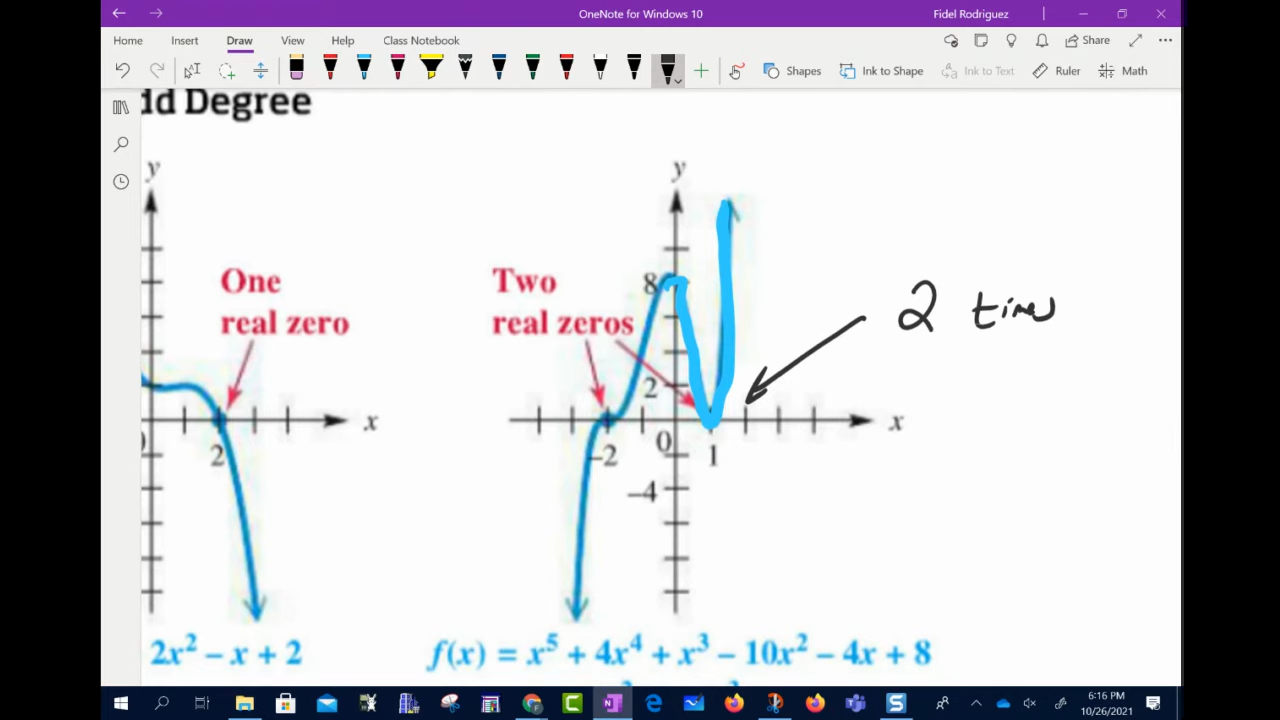 OneNote for Windows 10
Fidel Rodriguez
Home Insert Draw View Help Class Notebook
Share
Shapes
Ink to Shape
Ink to Text
Ruler
Math
dd Degree
y
One
real zero
x
2
y
8
Two
real zeros
2
0
x
-2
1
-4
2 times
2x² − x + 2
f(x) = x⁵ + 4x⁴ + x³ − 10x² − 4x + 8
6:16 PM
10/26/2021